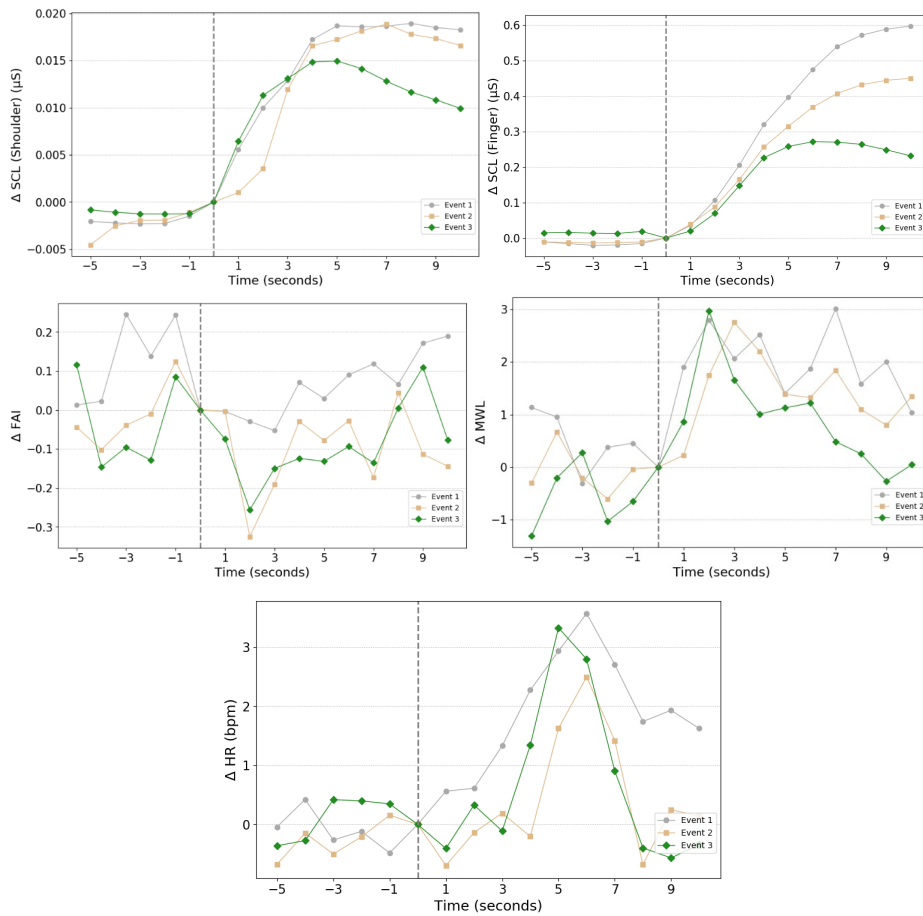 Δ SCL (Shoulder) (μS)
0.020
0.015
0.010
0.005
0.000
−0.005
−5 −3 −1 1 3 5 7 9
Time (seconds)
Event 1
Event 2
Event 3
Δ SCL (Finger) (μS)
0.6
0.5
0.4
0.3
0.2
0.1
0.0
−5 −3 −1 1 3 5 7 9
Time (seconds)
Event 1
Event 2
Event 3
Δ FAI
0.2
0.1
0.0
−0.1
−0.2
−0.3
−5 −3 −1 1 3 5 7 9
Time (seconds)
Event 1
Event 2
Event 3
Δ MWL
3
2
1
0
−1
−5 −3 −1 1 3 5 7 9
Time (seconds)
Event 1
Event 2
Event 3
Δ HR (bpm)
3
2
1
0
−5 −3 −1 1 3 5 7 9
Time (seconds)
Event 1
Event 2
Event 3